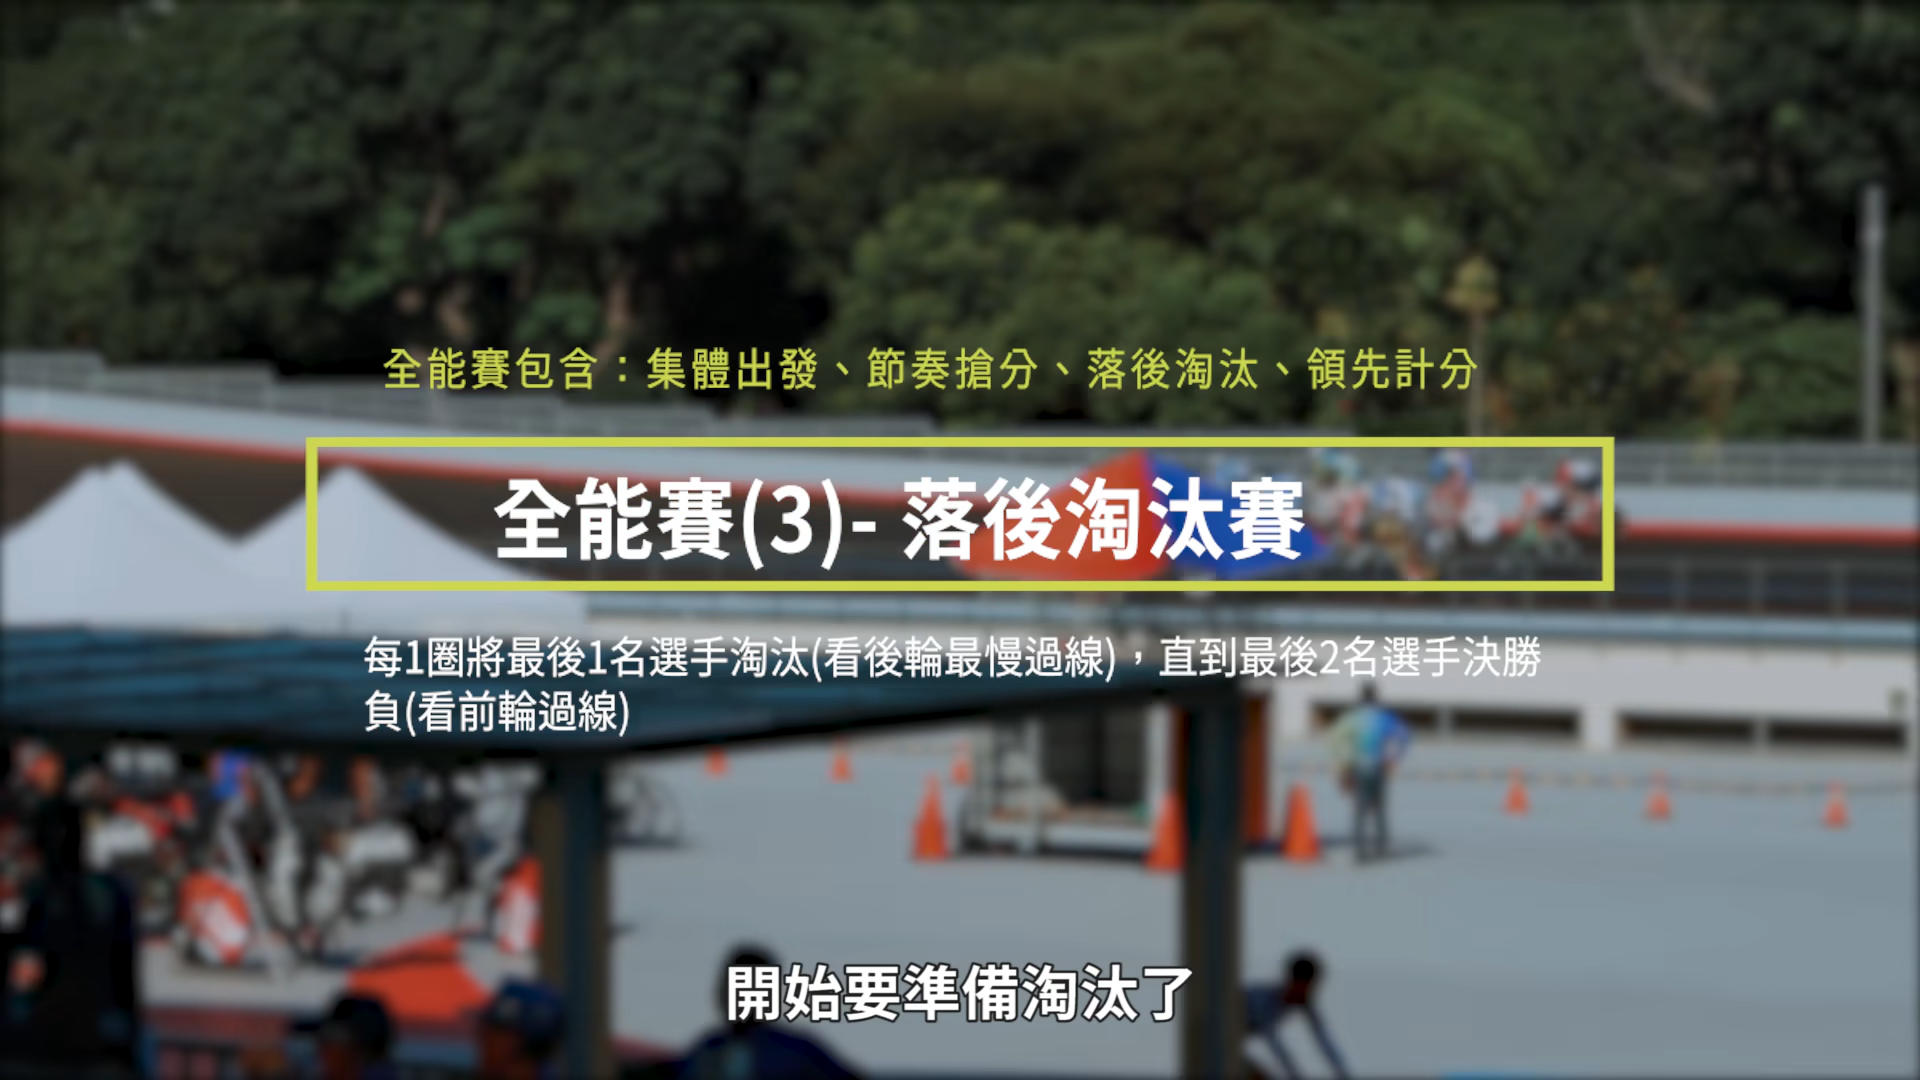 全能賽包含：集體出發、節奏搶分、落後淘汰、領先計分
全能賽(3)- 落後淘汰賽
每1圈將最後1名選手淘汰(看後輪最慢過線)，直到最後2名選手決勝
負(看前輪過線)
開始要準備淘汰了